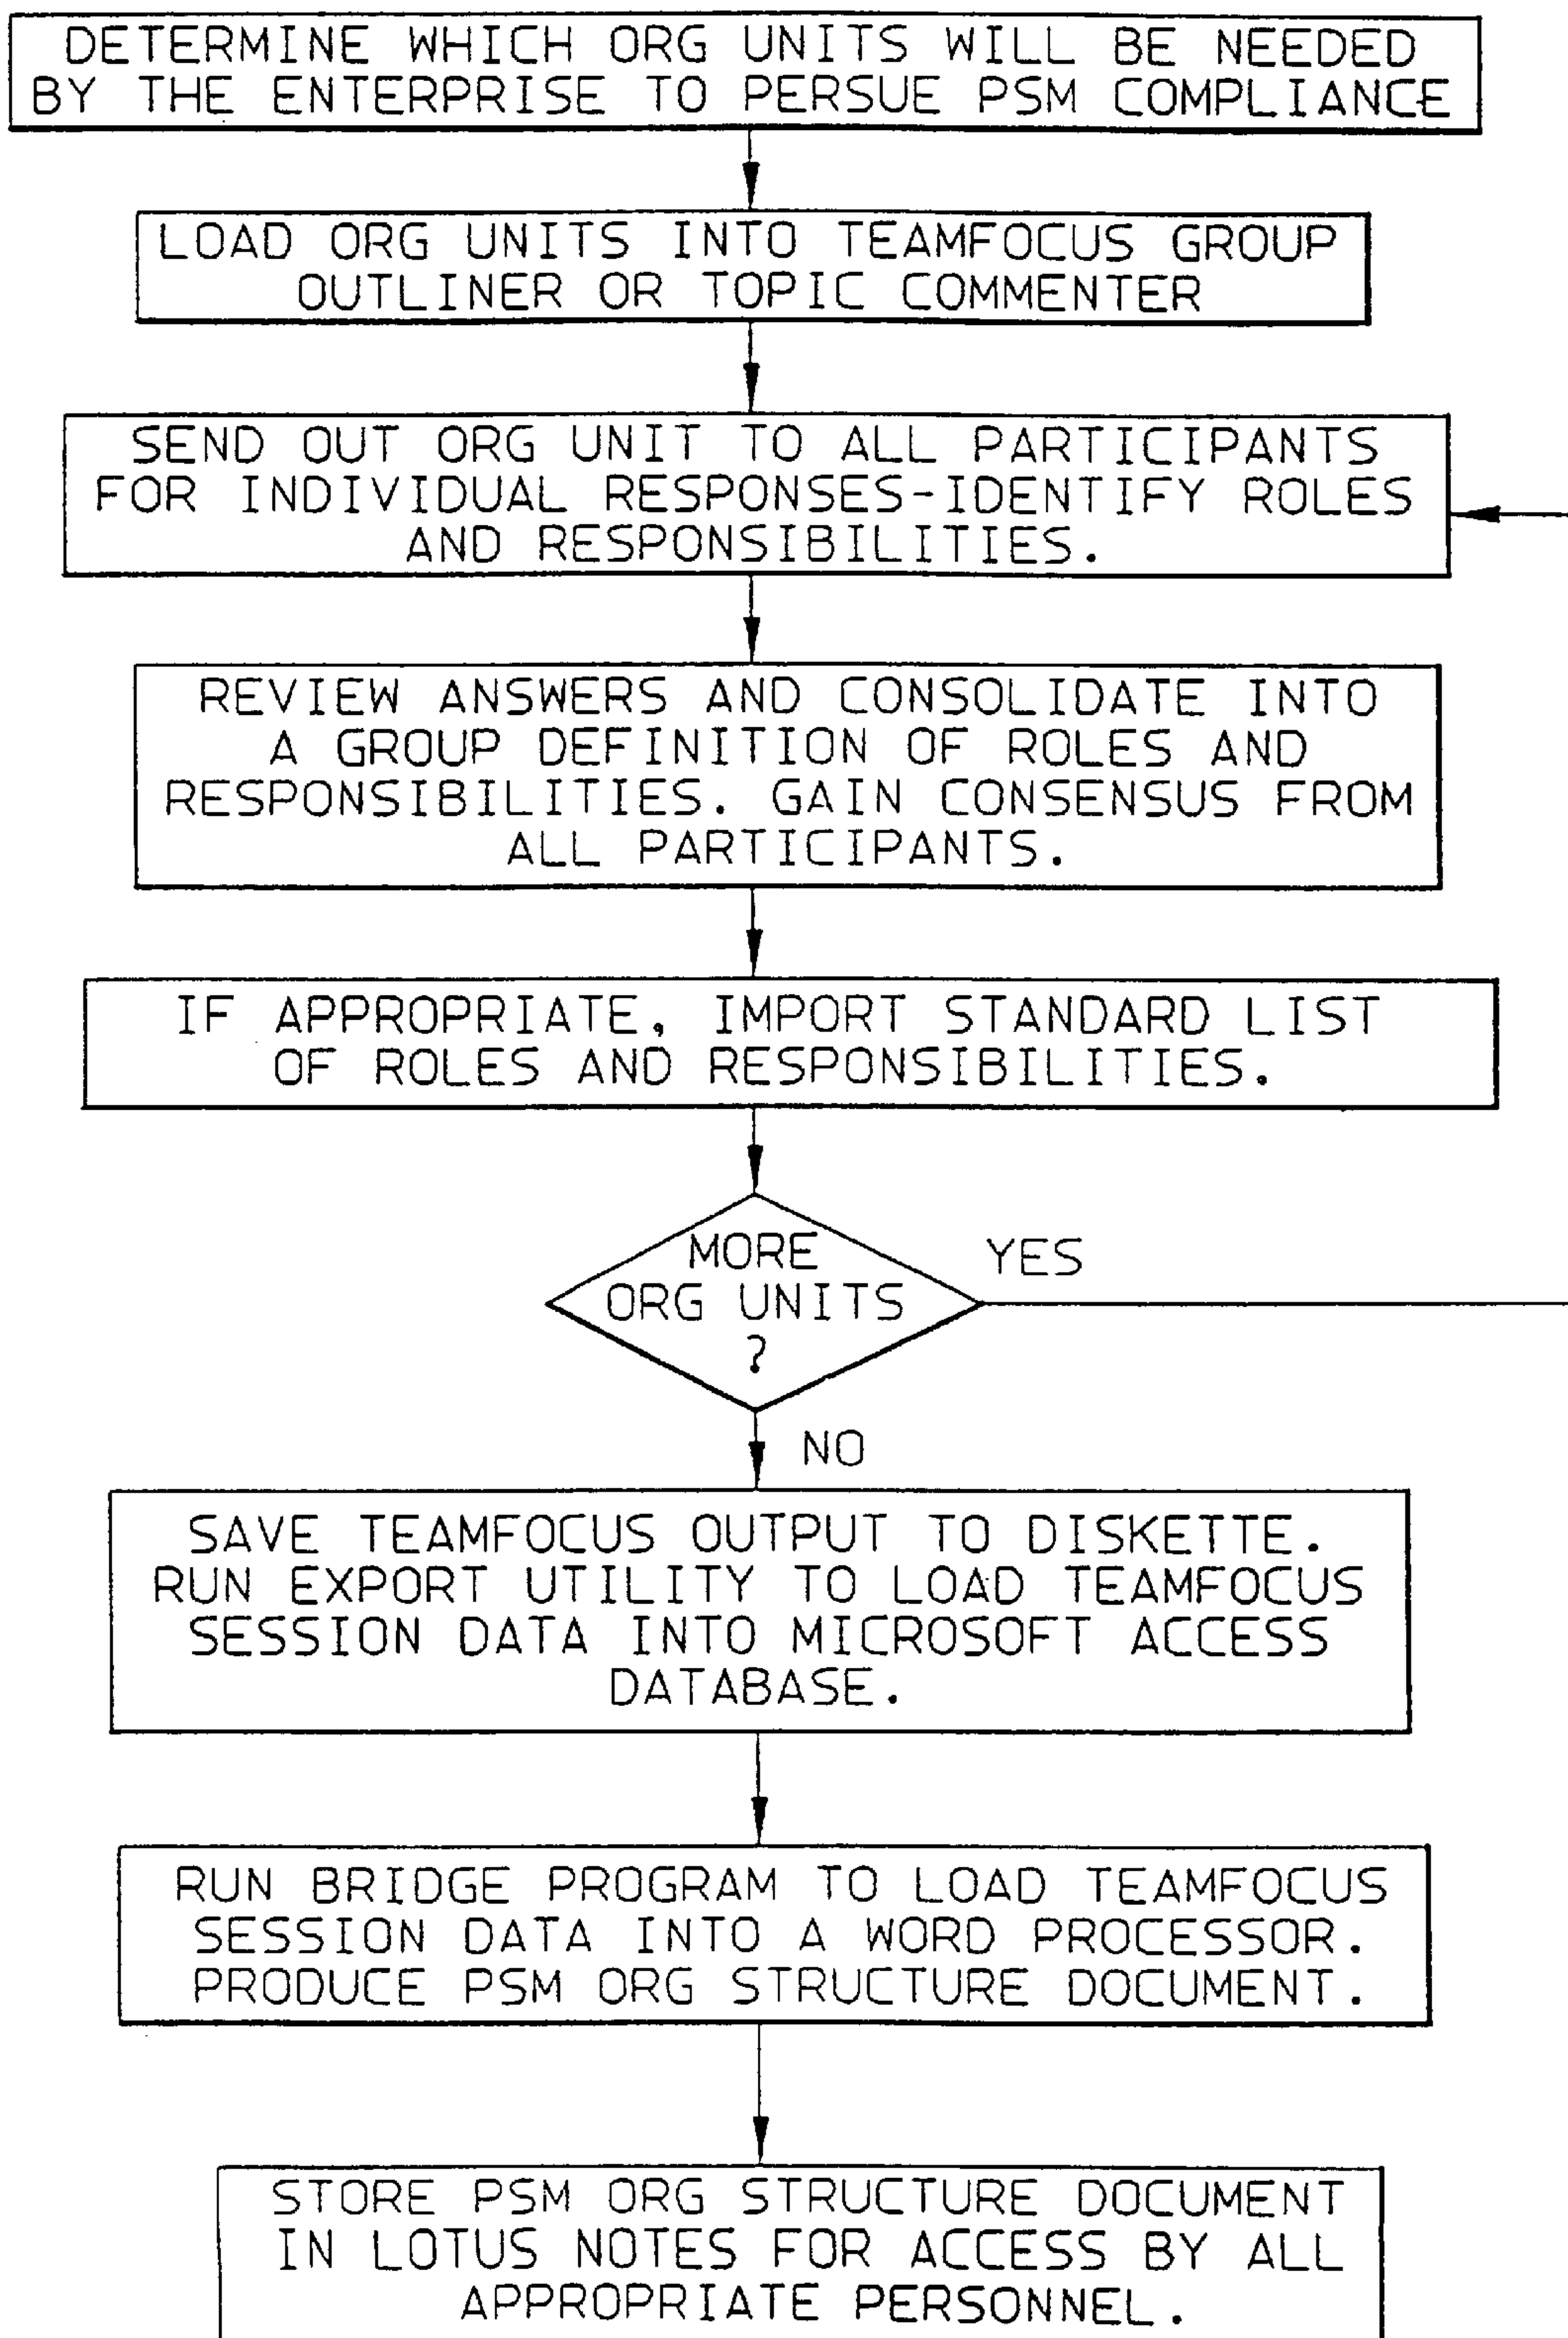 DETERMINE WHICH ORG UNITS WILL BE NEEDED
BY THE ENTERPRISE TO PERSUE PSM COMPLIANCE
LOAD ORG UNITS INTO TEAMFOCUS GROUP
OUTLINER OR TOPIC COMMENTER
SEND OUT ORG UNIT TO ALL PARTICIPANTS
FOR INDIVIDUAL RESPONSES-IDENTIFY ROLES
AND RESPONSIBILITIES.
REVIEW ANSWERS AND CONSOLIDATE INTO
A GROUP DEFINITION OF ROLES AND
RESPONSIBILITIES. GAIN CONSENSUS FROM
ALL PARTICIPANTS.
IF APPROPRIATE, IMPORT STANDARD LIST
OF ROLES AND RESPONSIBILITIES.
MORE
ORG UNITS
?
YES
NO
SAVE TEAMFOCUS OUTPUT TO DISKETTE.
RUN EXPORT UTILITY TO LOAD TEAMFOCUS
SESSION DATA INTO MICROSOFT ACCESS
DATABASE.
RUN BRIDGE PROGRAM TO LOAD TEAMFOCUS
SESSION DATA INTO A WORD PROCESSOR.
PRODUCE PSM ORG STRUCTURE DOCUMENT.
STORE PSM ORG STRUCTURE DOCUMENT
IN LOTUS NOTES FOR ACCESS BY ALL
APPROPRIATE PERSONNEL.